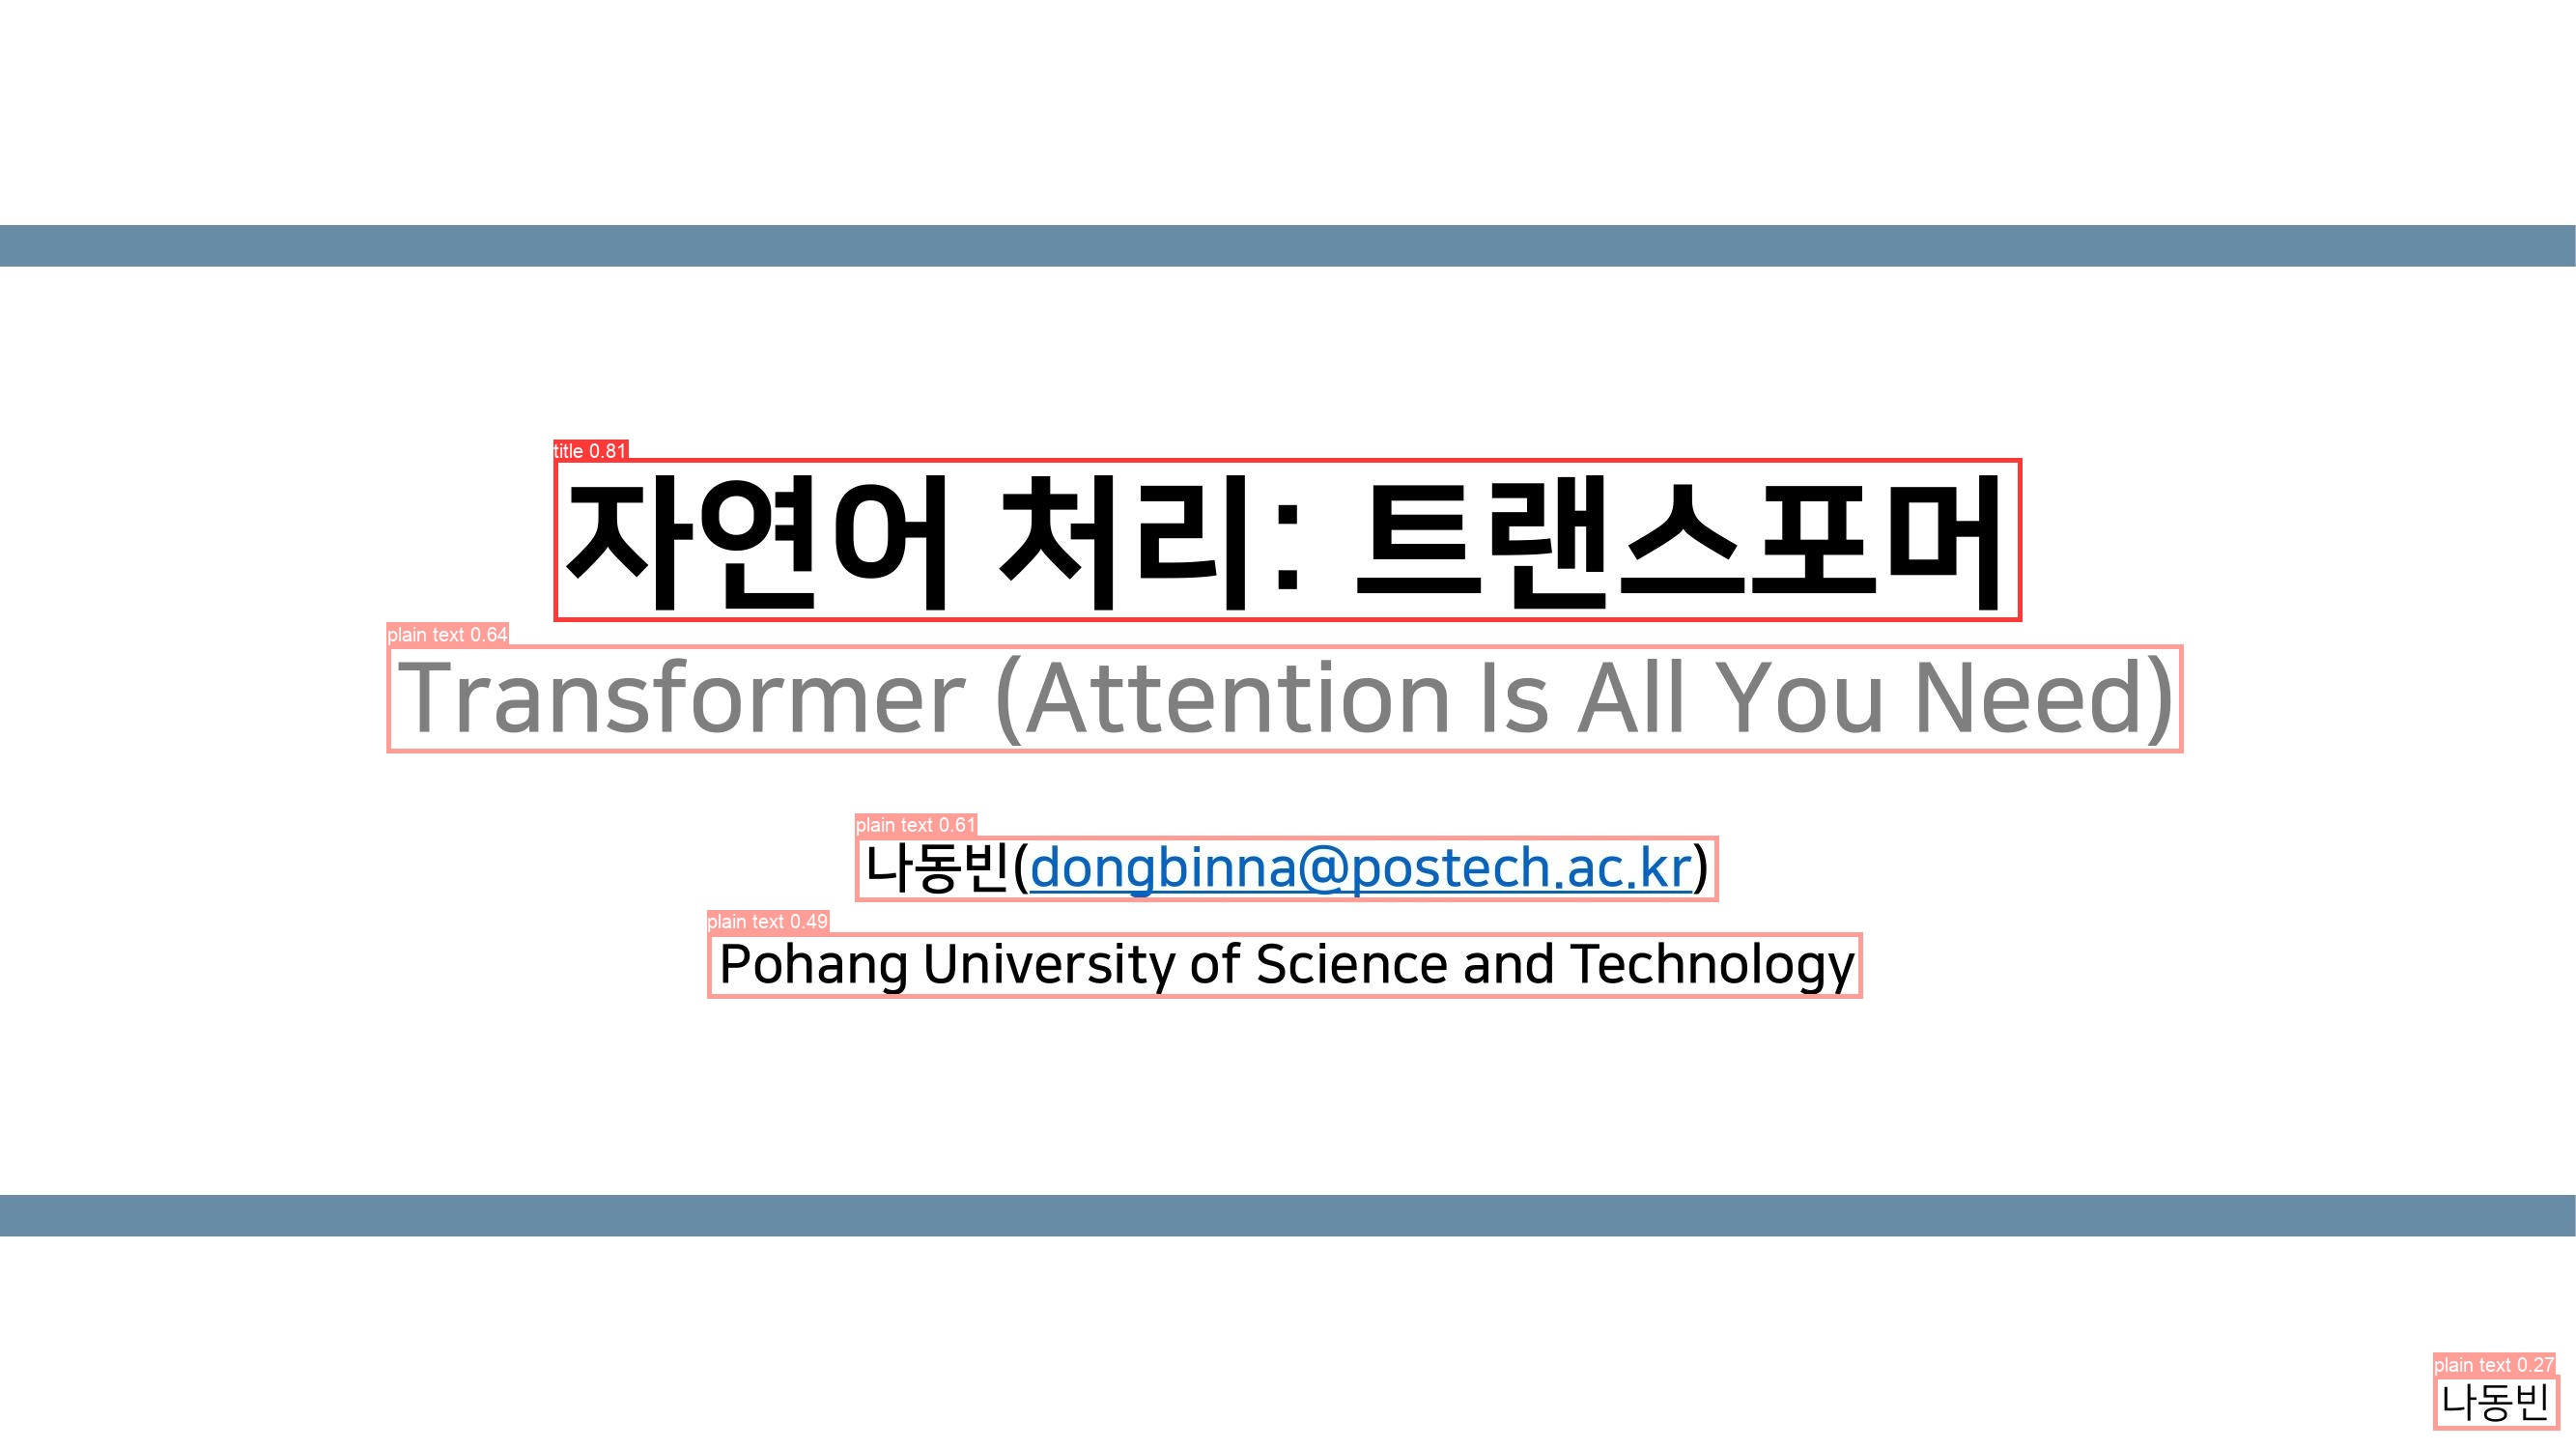 title 0.81
자연어 처리: 트랜스포머
plain text 0.64
Transformer (Attention Is All You Need)
plain text 0.61
나동빈(dongbinna@postech.ac.kr)
plain text 0.49
Pohang University of Science and Technology
plain text 0.27
나동빈